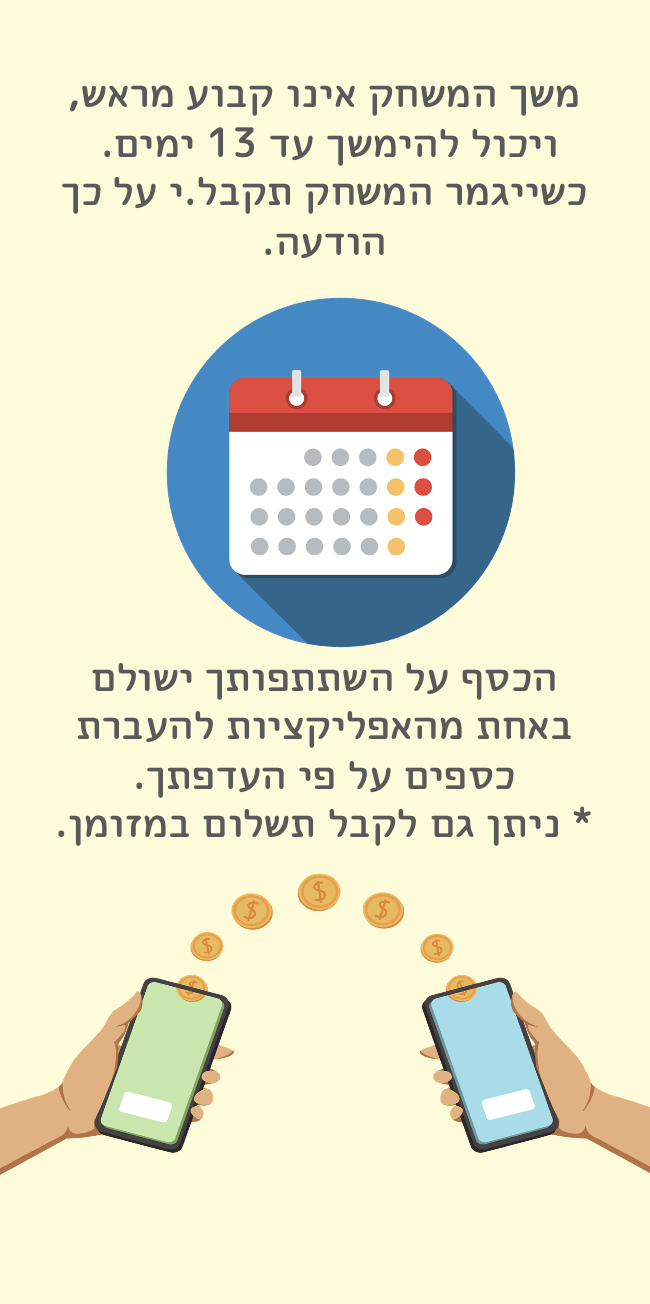 משך המשחק אינו קבוע מראש,
ויכול להימשך עד 13 ימים.
כשייגמר המשחק תקבל.י על כך
הודעה.
הכסף על השתתפותך ישולם
באחת מהאפליקציות להעברת
כספים על פי העדפתך.
* ניתן גם לקבל תשלום במזומן.